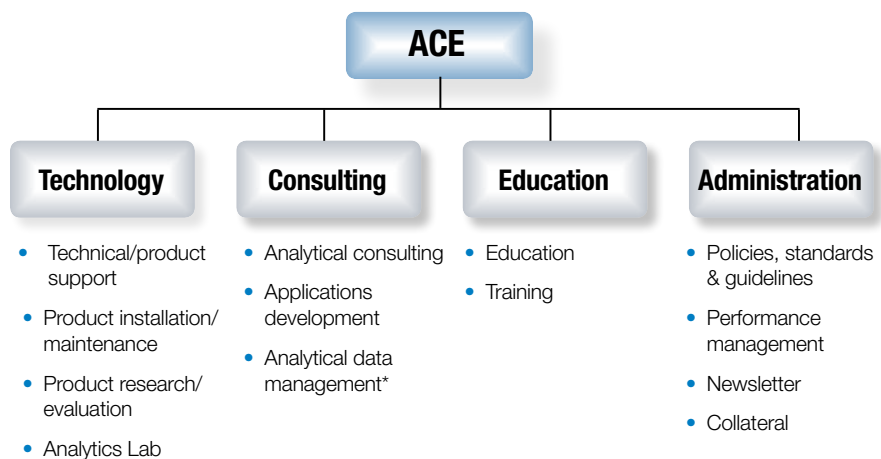 ACE
Technology
Consulting
Education
Administration
• Technical/product
support
• Product installation/
maintenance
• Product research/
evaluation
• Analytics Lab
• Analytical consulting
• Applications
development
• Analytical data
management*
• Education
• Training
• Policies, standards
& guidelines
• Performance
management
• Newsletter
• Collateral